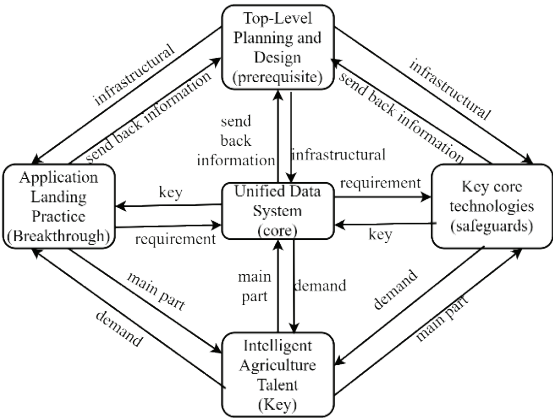 Top-Level
Planning and
Design
(prerequisite)
infrastructural
infrastructural
send back information
send back information
send
back
information
infrastructural
Application
Landing
Practice
(Breakthrough)
key
requirement
Unified Data
System
(core)
requirement
key
Key core
technologies
(safeguards)
main part
demand
main
part
demand
demand
main part
Intelligent
Agriculture
Talent
(Key)